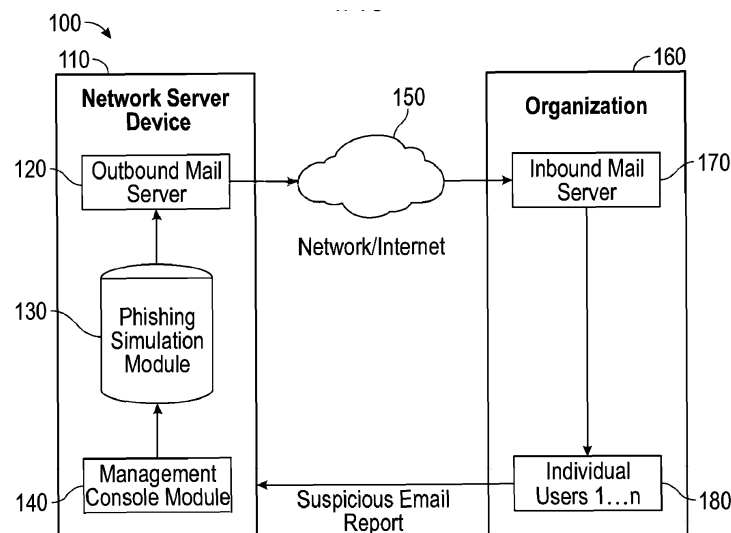 100
110
Network Server
Device
120
Outbound Mail
Server
130
Phishing
Simulation
Module
140
Management
Console Module
150
Network/Internet
Suspicious Email
Report
160
Organization
Inbound Mail
Server
170
Individual
Users 1...n
180